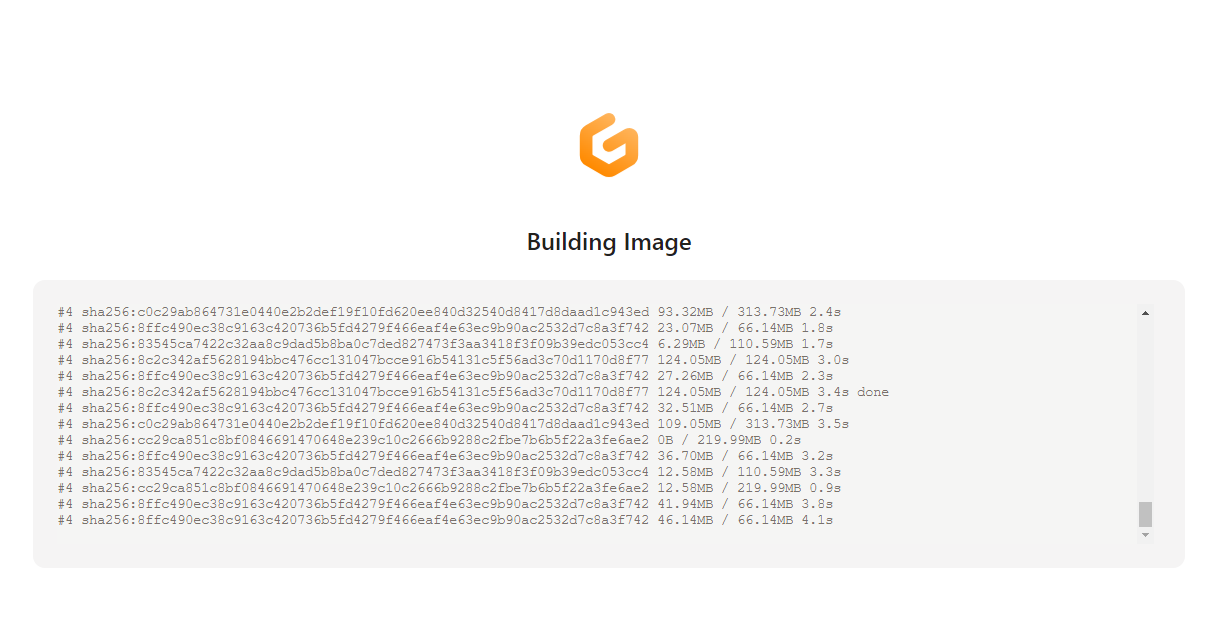 Building Image
#4 sha256:c0c29ab864731e0440e2b2def19f10fd620ee840d32540d8417d8daad1c943ed 93.32MB / 313.73MB 2.4s
#4 sha256:8ffc490ec38c9163c420736b5fd4279f466eaf4e63ec9b90ac2532d7c8a3f742 23.07MB / 66.14MB 1.8s
#4 sha256:83545ca7422c32aa8c9dad5b8ba0c7ded827473f3aa3418f3f09b39edc053cc4 6.29MB / 110.59MB 1.7s
#4 sha256:8c2c342af5628194bbc476cc131047bcce916b54131c5f56ad3c70d1170d8f77 124.05MB / 124.05MB 3.0s
#4 sha256:8ffc490ec38c9163c420736b5fd4279f466eaf4e63ec9b90ac2532d7c8a3f742 27.26MB / 66.14MB 2.3s
#4 sha256:8c2c342af5628194bbc476cc131047bcce916b54131c5f56ad3c70d1170d8f77 124.05MB / 124.05MB 3.4s done
#4 sha256:8ffc490ec38c9163c420736b5fd4279f466eaf4e63ec9b90ac2532d7c8a3f742 32.51MB / 66.14MB 2.7s
#4 sha256:c0c29ab864731e0440e2b2def19f10fd620ee840d32540d8417d8daad1c943ed 109.05MB / 313.73MB 3.5s
#4 sha256:cc29ca851c8bf0846691470648e239c10c2666b9288c2fbe7b6b5f22a3fe6ae2 0B / 219.99MB 0.2s
#4 sha256:8ffc490ec38c9163c420736b5fd4279f466eaf4e63ec9b90ac2532d7c8a3f742 36.70MB / 66.14MB 3.2s
#4 sha256:83545ca7422c32aa8c9dad5b8ba0c7ded827473f3aa3418f3f09b39edc053cc4 12.58MB / 110.59MB 3.3s
#4 sha256:cc29ca851c8bf0846691470648e239c10c2666b9288c2fbe7b6b5f22a3fe6ae2 12.58MB / 219.99MB 0.9s
#4 sha256:8ffc490ec38c9163c420736b5fd4279f466eaf4e63ec9b90ac2532d7c8a3f742 41.94MB / 66.14MB 3.8s
#4 sha256:8ffc490ec38c9163c420736b5fd4279f466eaf4e63ec9b90ac2532d7c8a3f742 46.14MB / 66.14MB 4.1s